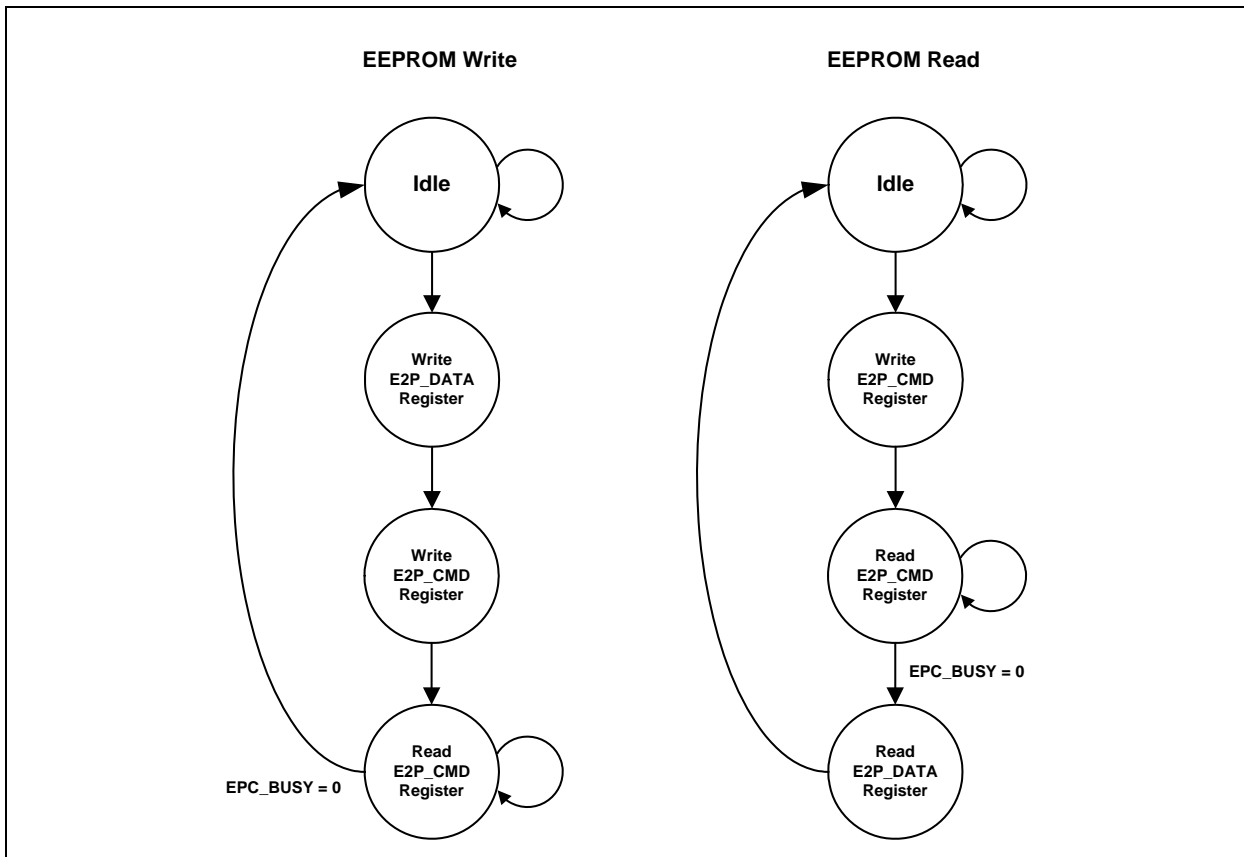 EEPROM Write
Idle
Write
E2P_DATA
Register
Write
E2P_CMD
Register
Read
E2P_CMD
Register
EPC_BUSY = 0
EEPROM Read
Idle
Write
E2P_CMD
Register
Read
E2P_CMD
Register
EPC_BUSY = 0
Read
E2P_DATA
Register